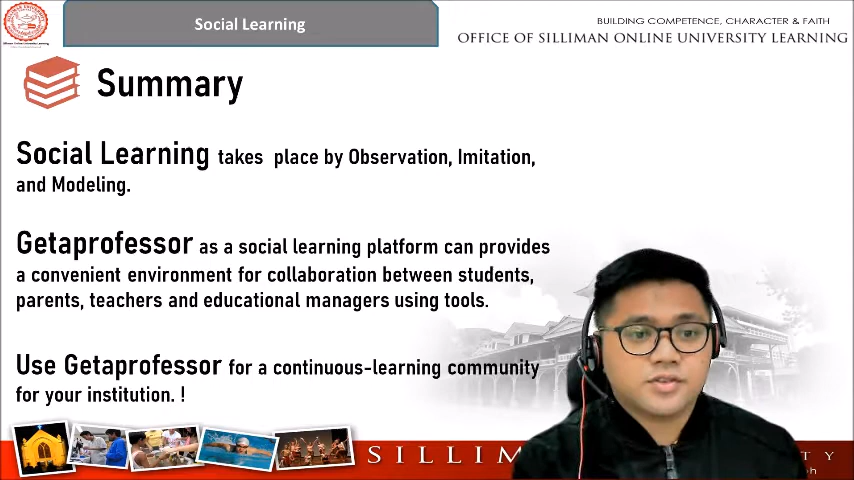 Social Learning
BUILDING COMPETENCE, CHARACTER & FAITH
OFFICE OF SILLIMAN ONLINE UNIVERSITY LEARNING
Summary
Social Learning takes place by Observation, Imitation,
and Modeling.
Getaprofessor as a social learning platform can provides
a convenient environment for collaboration between students,
parents, teachers and educational managers using tools.
Use Getaprofessor for a continuous-learning community
for your institution. !